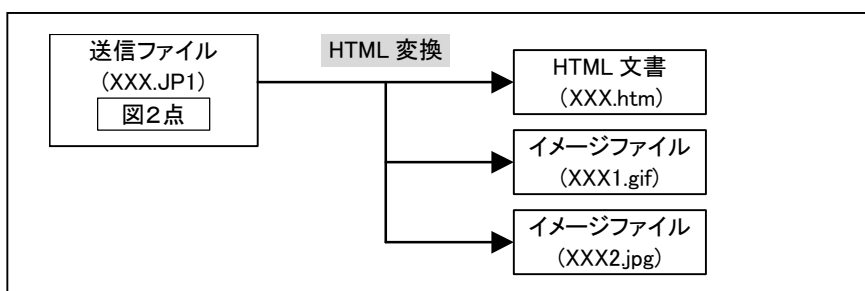 送信ファイル
(XXX.JP1)
図2点
HTML 変換
HTML 文書
(XXX.htm)
イメージファイル
(XXX1.gif)
イメージファイル
(XXX2.jpg)